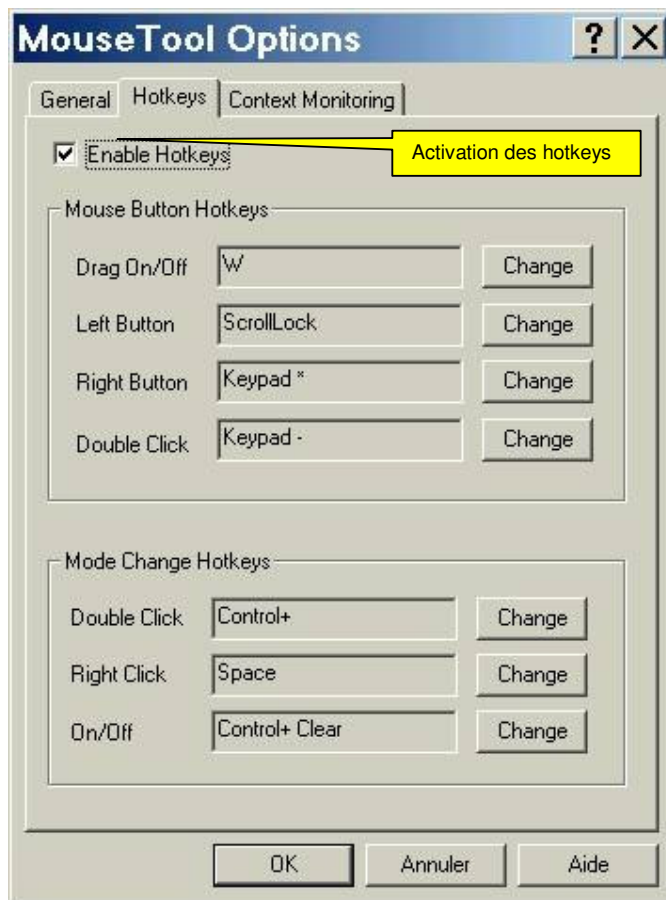 MouseTool Options
General Hotkeys Context Monitoring
Enable Hotkeys
Activation des hotkeys
Mouse Button Hotkeys
Drag On/Off W Change
Left Button ScrollLock Change
Right Button Keypad * Change
Double Click Keypad - Change
Mode Change Hotkeys
Double Click Control+ Change
Right Click Space Change
On/Off Control+ Clear Change
OK Annuler Aide